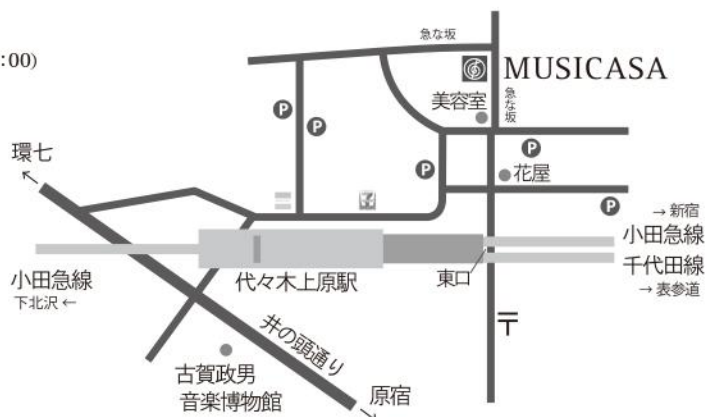 :00)
急な坂
MUSICASA
美容室
急な坂
P
P
P
P
花屋
P
環七
7
→ 新宿
小田急線
千代田線
→ 表参道
小田急線
下北沢 ←
代々木上原駅
東口
〒
井の頭通り
古賀政男
音楽博物館
原宿